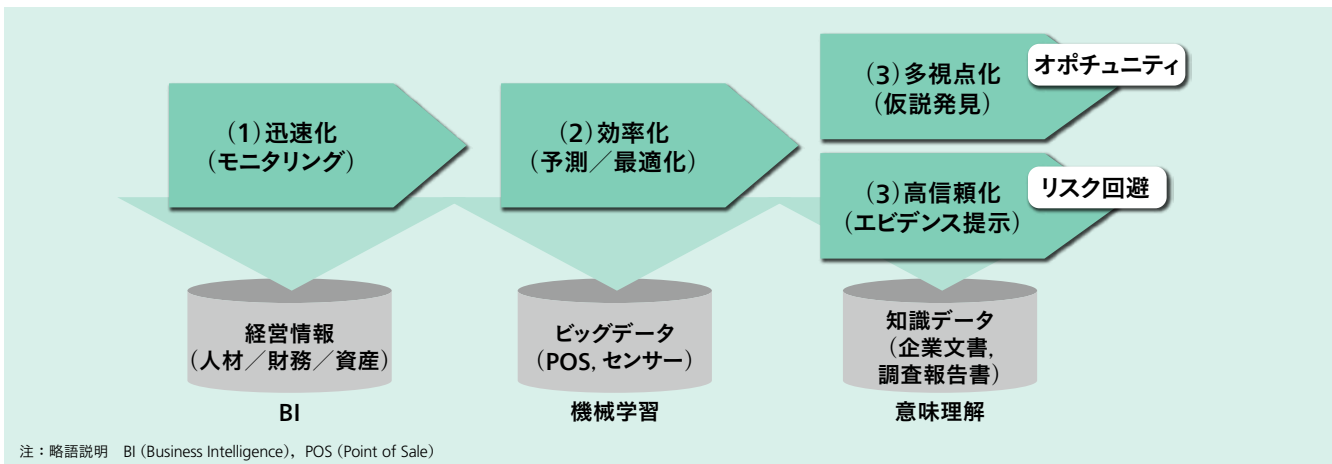 (1)迅速化
(モニタリング)
(2)効率化
(予測／最適化)
(3)多視点化
(仮説発見)
オポチュニティ
(3)高信頼化
(エビデンス提示)
リスク回避
経営情報
(人材／財務／資産)
BI
ビッグデータ
(POS, センサー)
機械学習
知識データ
(企業文書,
調査報告書)
意味理解
注：略語説明　BI (Business Intelligence)，POS (Point of Sale)